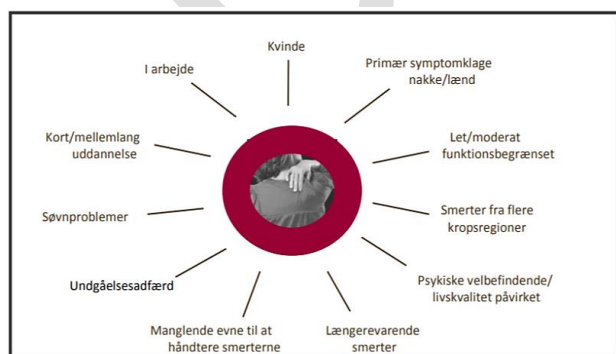 Kvinde
Primær symptomklage
nakke/lænd
Let/moderat
funktionsbegrænset
Smerter fra flere
kropsregioner
Psykiske velbefindende/
livskvalitet påvirket
Længerevarende
smerter
Manglende evne til at
håndtere smerterne
Undgåelsesadfærd
Søvnproblemer
Kort/mellemlang
uddannelse
I arbejde